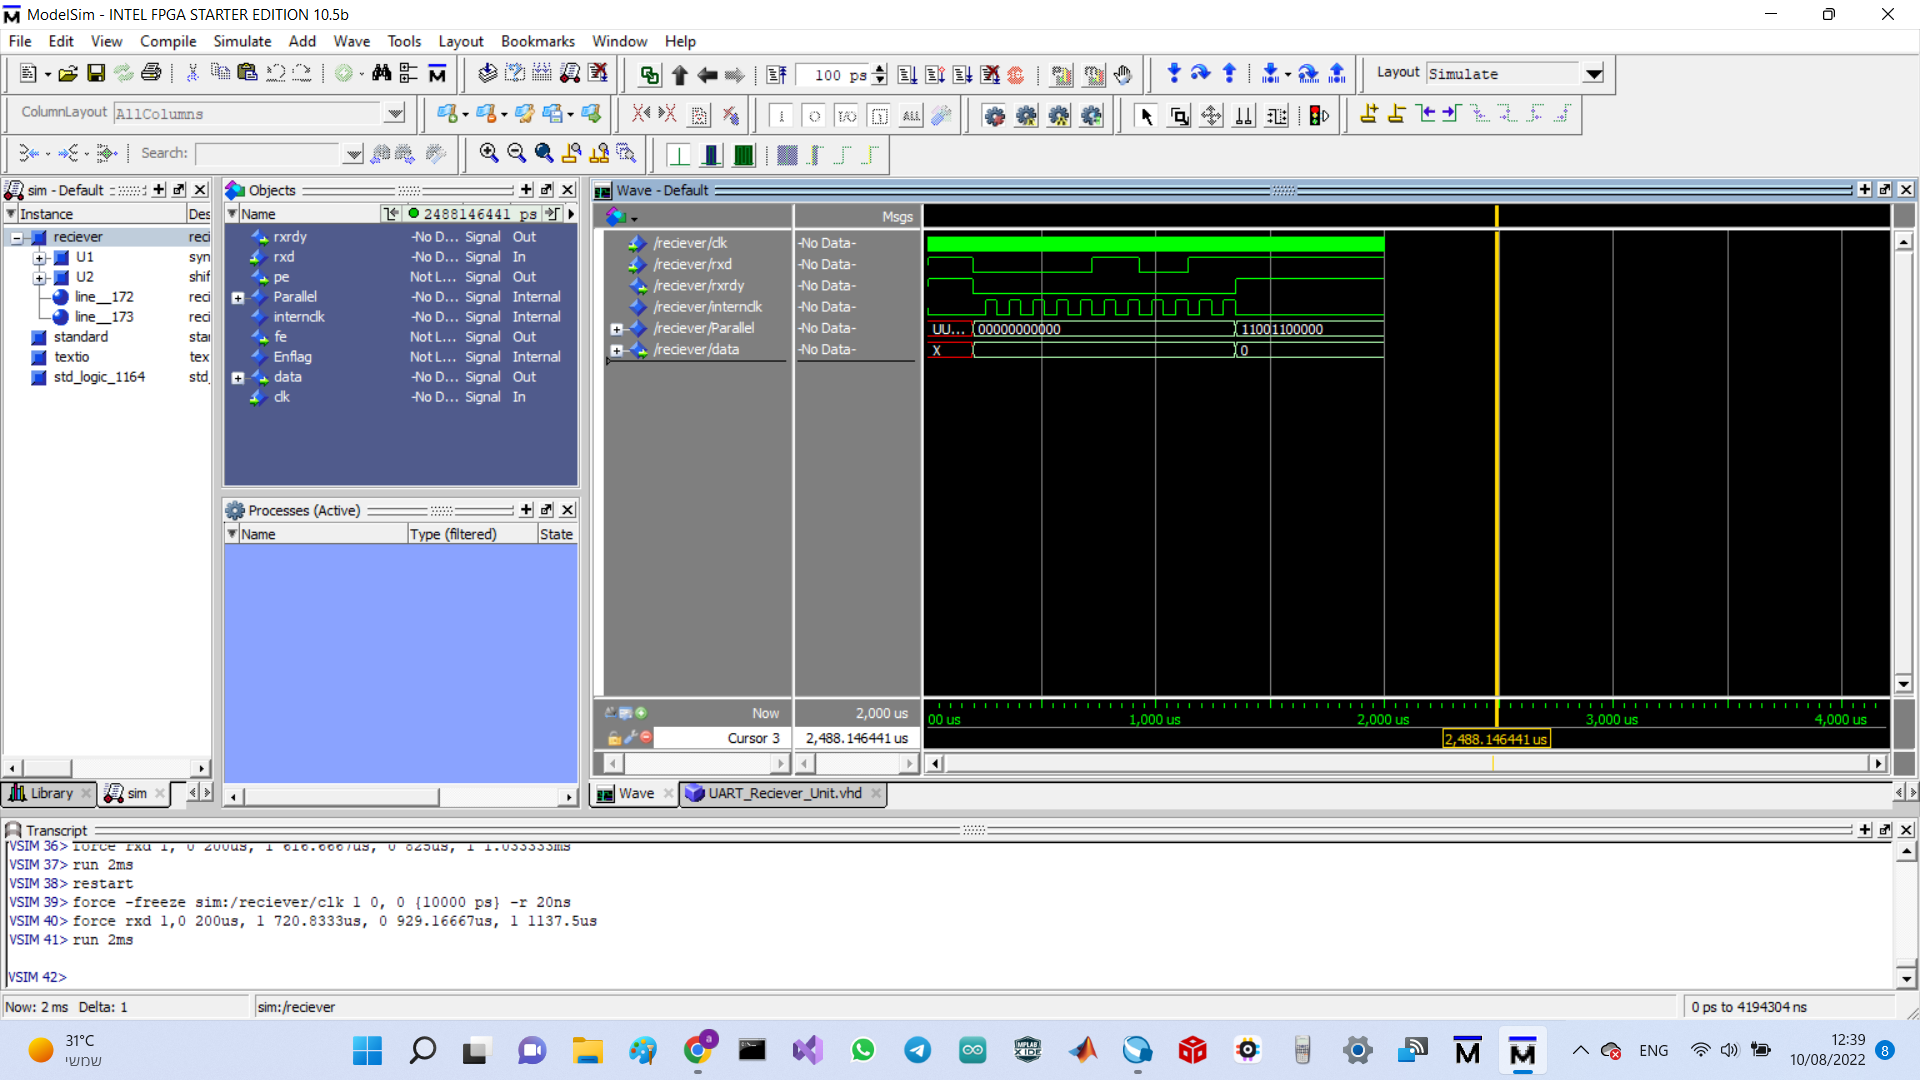 ModelSim - INTEL FPGA STARTER EDITION 10.5b
File Edit View Compile Simulate Add Wave Tools Layout Bookmarks Window Help
100 ps
Layout Simulate
ColumnLayout AllColumns
Search:
sim - Default
Instance Des
reciever reci
U1 syn
U2 shif
line__172 reci
line__173 reci
standard star
textio tex
std_logic_1164 std_
Library sim
Objects
Name 2488146441 ps
rxrdy -No D... Signal Out
rxd -No D... Signal In
pe Not L... Signal Out
Parallel -No D... Signal Internal
internclk -No D... Signal Internal
fe Not L... Signal Out
Enflag Not L... Signal Internal
data -No D... Signal Out
clk -No D... Signal In
Processes (Active)
Name Type (filtered) State
Wave - Default
Msgs
/reciever/clk -No Data-
/reciever/rxd -No Data-
/reciever/rxrdy -No Data-
/reciever/internclk -No Data-
/reciever/Parallel -No Data- UU... 00000000000 11001100000
/reciever/data -No Data- X 0
Now 2,000 us
00 us 1,000 us 2,000 us 3,000 us 4,000 us
Cursor 3 2,488.146441 us
2,488.146441 us
Wave UART_Reciever_Unit.vhd
Transcript
VSIM 36> force rxd 1, 0 200us, 1 616.6667us, 0 825us, 1 1.033333ms
VSIM 37> run 2ms
VSIM 38> restart
VSIM 39> force -freeze sim:/reciever/clk 1 0, 0 {10000 ps} -r 20ns
VSIM 40> force rxd 1,0 200us, 1 720.8333us, 0 929.16667us, 1 1137.5us
VSIM 41> run 2ms
VSIM 42>
Now: 2 ms Delta: 1
sim:/reciever
0 ps to 4194304 ns
31°C
שמשי
ENG
12:39
10/08/2022
8